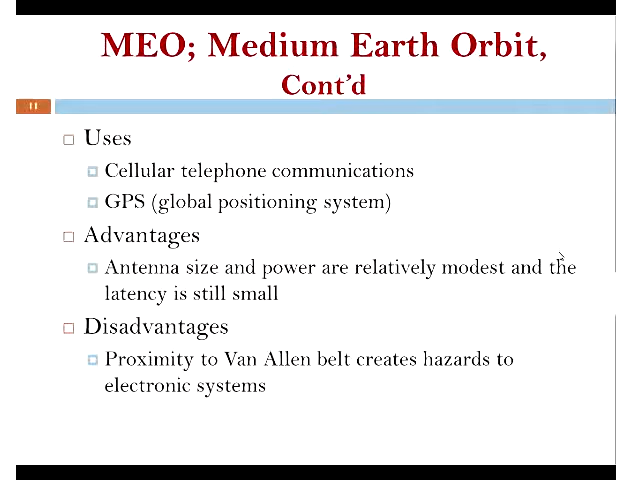 MEO; Medium Earth Orbit,
Cont'd
11
Uses
Cellular telephone communications
GPS (global positioning system)
Advantages
Antenna size and power are relatively modest and the
latency is still small
Disadvantages
Proximity to Van Allen belt creates hazards to
electronic systems